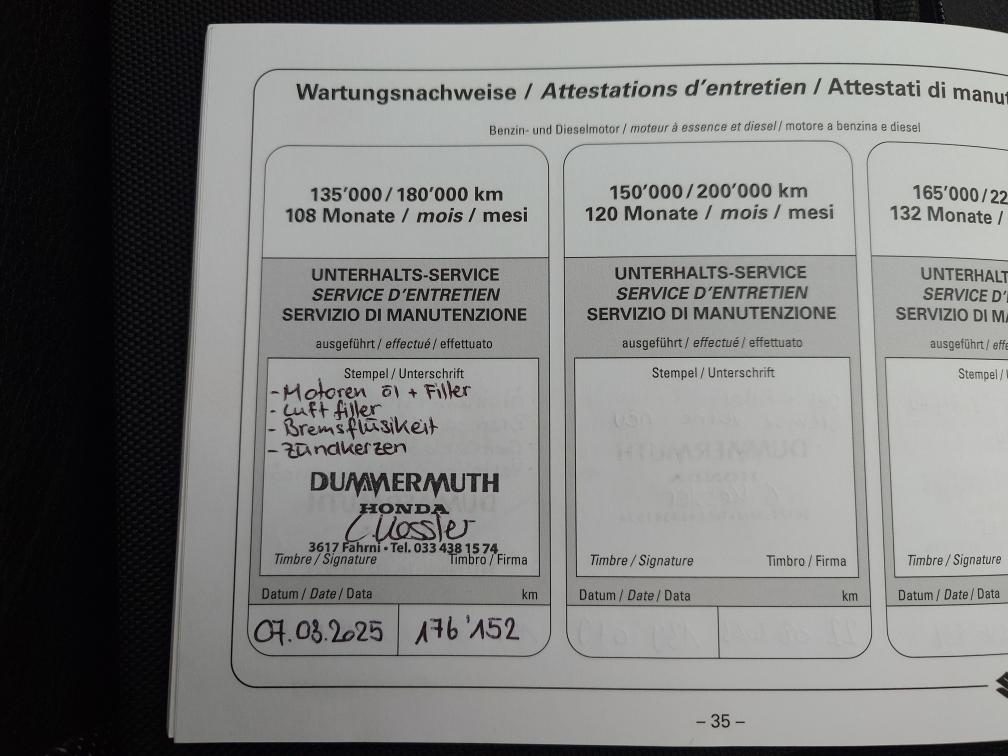 Wartungsnachweise / Attestations d'entretien / Attestati di manut
Benzin- und Dieselmotor / moteur à essence et diesel / motore a benzina e diesel
135'000 / 180'000 km
108 Monate / mois / mesi
UNTERHALTS-SERVICE
SERVICE D'ENTRETIEN
SERVIZIO DI MANUTENZIONE
ausgeführt / effectué / effettuato
Stempel / Unterschrift
- Motoren öl + Filler
- Luft filler
- Bremsflüsikeit
- Zündkerzen
DUMMERMUTH
HONDA
3617 Fahrni • Tel. 033 438 15 74
Timbre / Signature Timbro / Firma
Datum / Date / Data km
07.03.2025 176'152
150'000 / 200'000 km
120 Monate / mois / mesi
UNTERHALTS-SERVICE
SERVICE D'ENTRETIEN
SERVIZIO DI MANUTENZIONE
ausgeführt / effectué / effettuato
Stempel / Unterschrift
Timbre / Signature Timbro / Firma
Datum / Date / Data km
165'000 / 22
132 Monate /
UNTERHALT
SERVICE D'
SERVIZIO DI M
ausgeführt / effe
Stempel /
Timbre / Signature
Datum / Date / Data
– 35 –